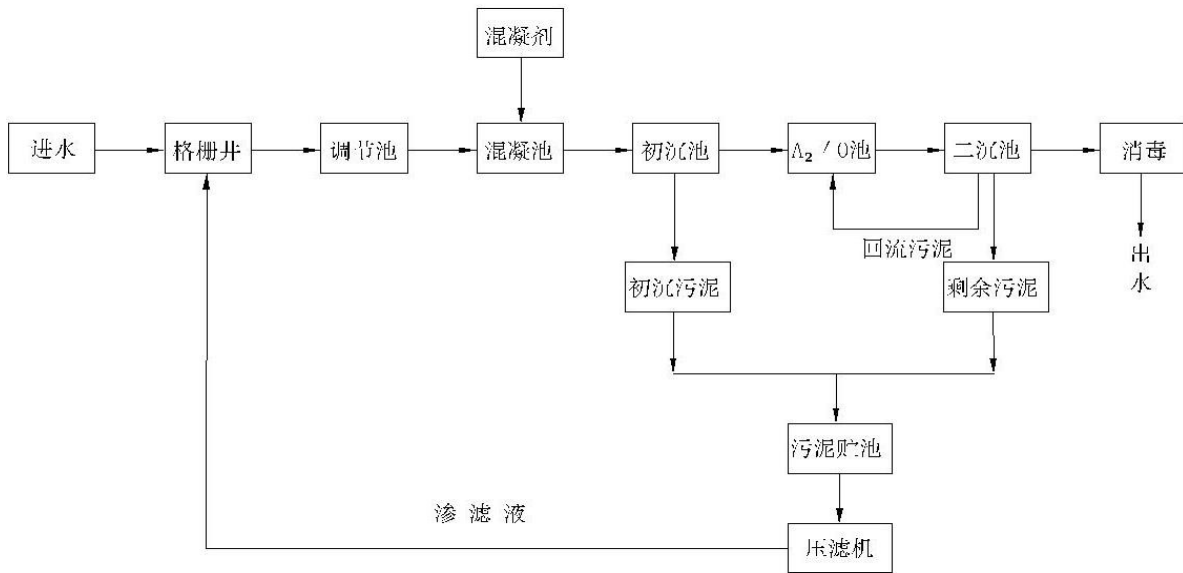 混凝剂
进水
格栅井
调节池
混凝池
初沉池
A₂/O池
二沉池
消毒
回流污泥
出
水
初沉污泥
剩余污泥
污泥贮池
渗滤液
压滤机